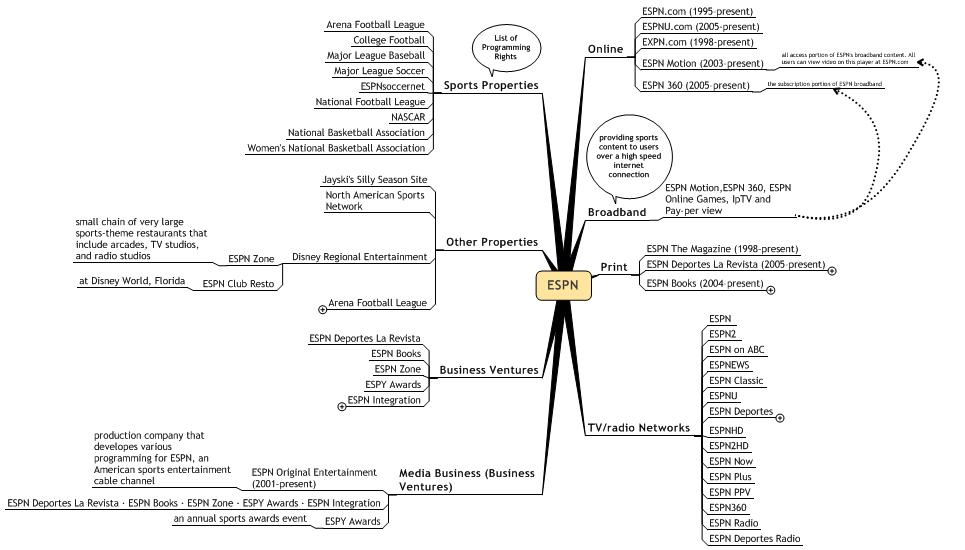 Arena Football League
College Football
Major League Baseball
Major League Soccer
ESPNsoccernet
National Football League
NASCAR
National Basketball Association
Women's National Basketball Association
Sports Properties
List of
Programming
Rights
Jayski's Silly Season Site
North American Sports
Network
Disney Regional Entertainment
Arena Football League
Other Properties
small chain of very large
sports-theme restaurants that
include arcades, TV studios,
and radio studios
ESPN Zone
at Disney World, Florida
ESPN Club Resto
ESPN Deportes La Revista
ESPN Books
ESPN Zone
ESPY Awards
ESPN Integration
Business Ventures
production company that
developes various
programming for ESPN, an
American sports entertainment
cable channel
ESPN Original Entertainment
(2001-present)
ESPN Deportes La Revista · ESPN Books · ESPN Zone · ESPY Awards · ESPN Integration
an annual sports awards event
ESPY Awards
Media Business (Business
Ventures)
ESPN
Online
ESPN.com (1995-present)
ESPNU.com (2005-present)
EXPN.com (1998-present)
ESPN Motion (2003-present)
all access portion of ESPN's broadband content. All
users can view video on this player at ESPN.com
ESPN 360 (2005-present)
the subscription portion of ESPN broadband
providing sports
content to users
over a high speed
internet
connection
Broadband
ESPN Motion,ESPN 360, ESPN
Online Games, IpTV and
Pay-per view
Print
ESPN The Magazine (1998-present)
ESPN Deportes La Revista (2005-present)
ESPN Books (2004-present)
TV/radio Networks
ESPN
ESPN2
ESPN on ABC
ESPNEWS
ESPN Classic
ESPNU
ESPN Deportes
ESPNHD
ESPN2HD
ESPN Now
ESPN Plus
ESPN PPV
ESPN360
ESPN Radio
ESPN Deportes Radio